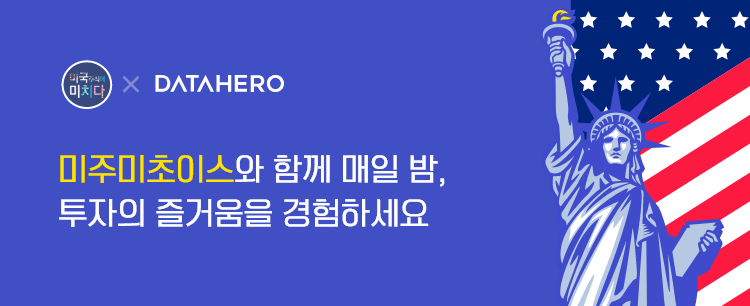 미국주식에
미치다
× DATAHERO
미주미초이스와 함께 매일 밤,
투자의 즐거움을 경험하세요